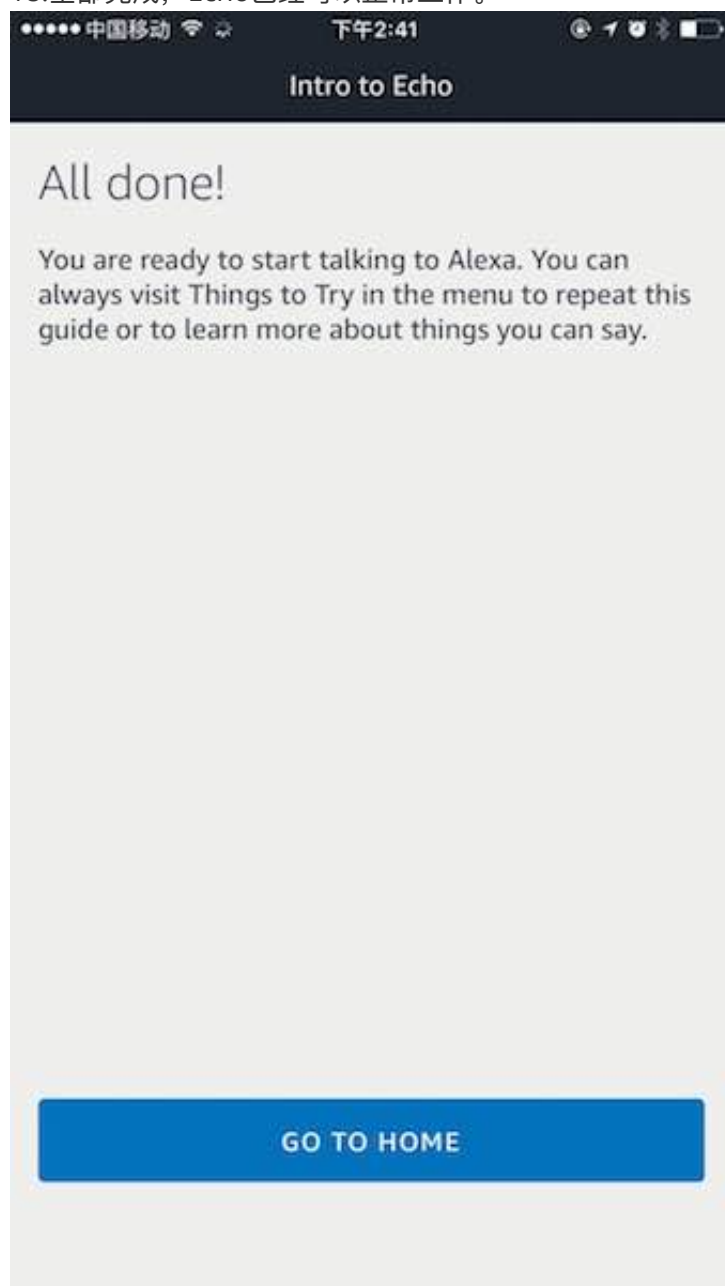 ●●●●● 中国移动 下午2:41
Intro to Echo
All done!
You are ready to start talking to Alexa. You can
always visit Things to Try in the menu to repeat this
guide or to learn more about things you can say.
GO TO HOME